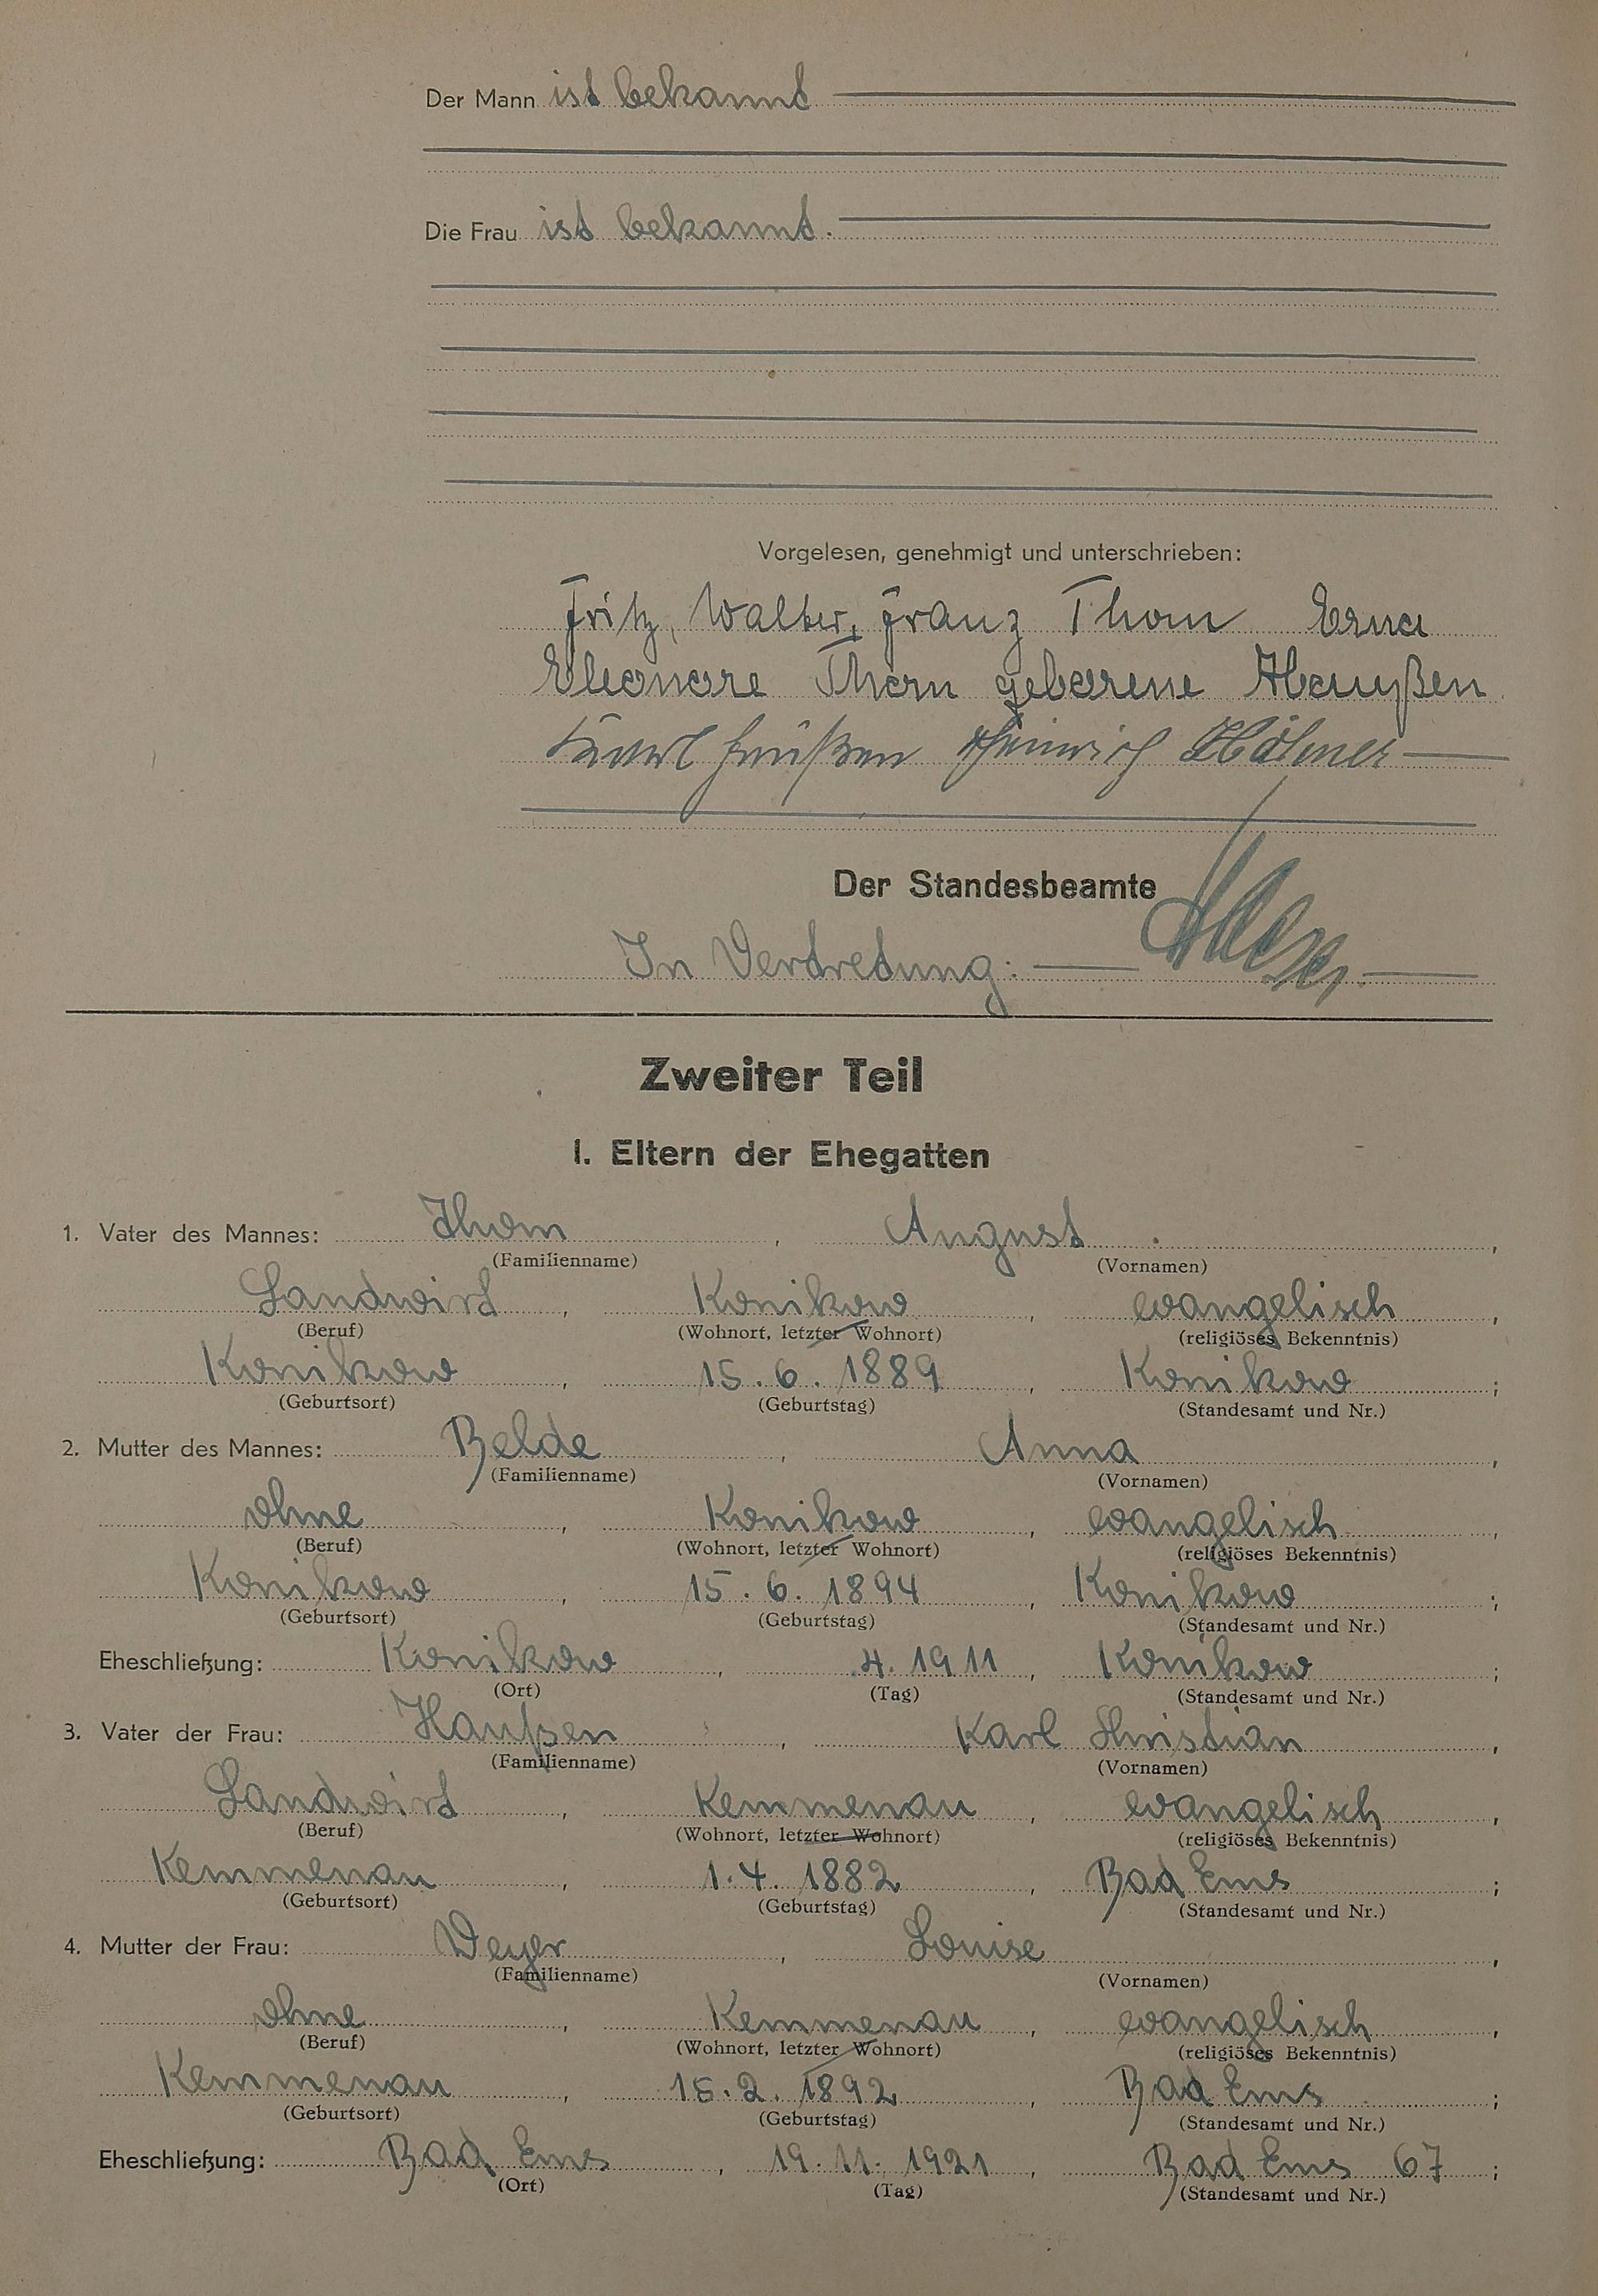 Der Mann ist bekannt
Die Frau ist bekannt.
Vorgelesen, genehmigt und unterschrieben:
Fritz, Walter, Franz Thom Erna
Eleonore Thom geborene Haußen
Karl Haußen Heinrich
Der Standesbeamte
In Vertretung:
Zweiter Teil
I. Eltern der Ehegatten
1. Vater des Mannes: Thom, August,
(Familienname) (Vornamen)
Landwirt, Konikow, evangelisch,
(Beruf) (Wohnort, letzter Wohnort) (religiöses Bekenntnis)
Konikow, 15.6.1889, Konikow;
(Geburtsort) (Geburtstag) (Standesamt und Nr.)
2. Mutter des Mannes: Belde, Anna,
(Familienname) (Vornamen)
ohne, Konikow, evangelisch,
(Beruf) (Wohnort, letzter Wohnort) (religiöses Bekenntnis)
Konikow, 15.6.1894, Konikow;
(Geburtsort) (Geburtstag) (Standesamt und Nr.)
Eheschließung: Konikow, 4.1911, Konikow;
(Ort) (Tag) (Standesamt und Nr.)
3. Vater der Frau: Haußen, Karl Christian,
(Familienname) (Vornamen)
Landwirt, Kemmenau, evangelisch,
(Beruf) (Wohnort, letzter Wohnort) (religiöses Bekenntnis)
Kemmenau, 1.4.1882, Bad Ems;
(Geburtsort) (Geburtstag) (Standesamt und Nr.)
4. Mutter der Frau: Weyer, Louise,
(Familienname) (Vornamen)
ohne, Kemmenau, evangelisch,
(Beruf) (Wohnort, letzter Wohnort) (religiöses Bekenntnis)
Kemmenau, 15.2.1892, Bad Ems;
(Geburtsort) (Geburtstag) (Standesamt und Nr.)
Eheschließung: Bad Ems, 19.11.1921, Bad Ems 67;
(Ort) (Tag) (Standesamt und Nr.)